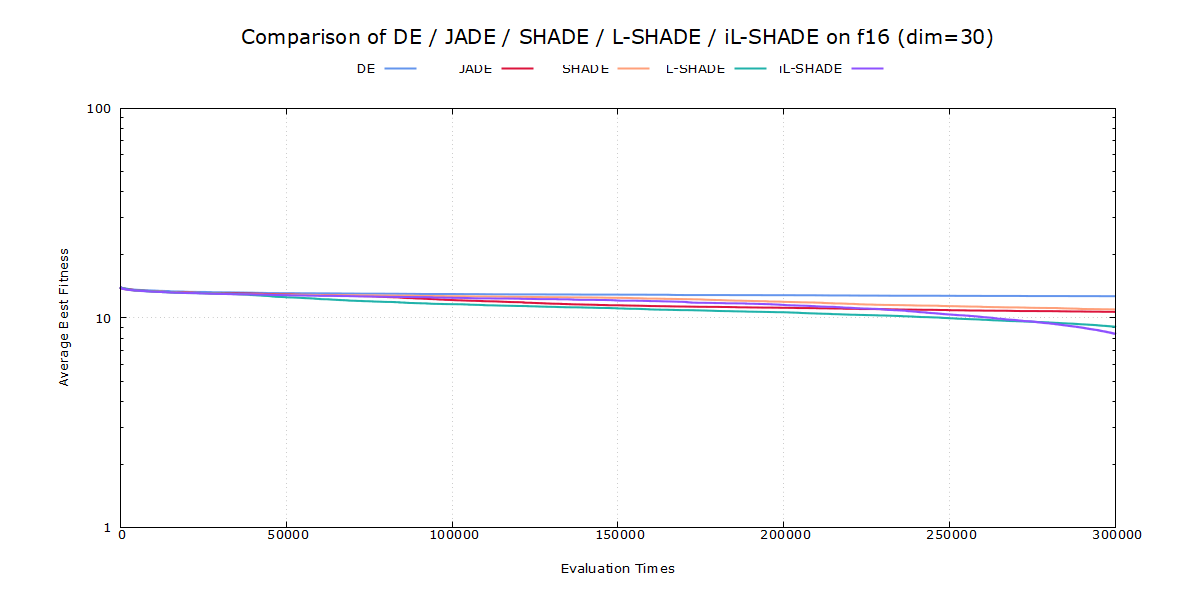 Comparison of DE / JADE / SHADE / L-SHADE / iL-SHADE on f16 (dim=30)
DE JADE SHADE L-SHADE iL-SHADE
100
10
1
Average Best Fitness
0 50000 100000 150000 200000 250000 300000
Evaluation Times